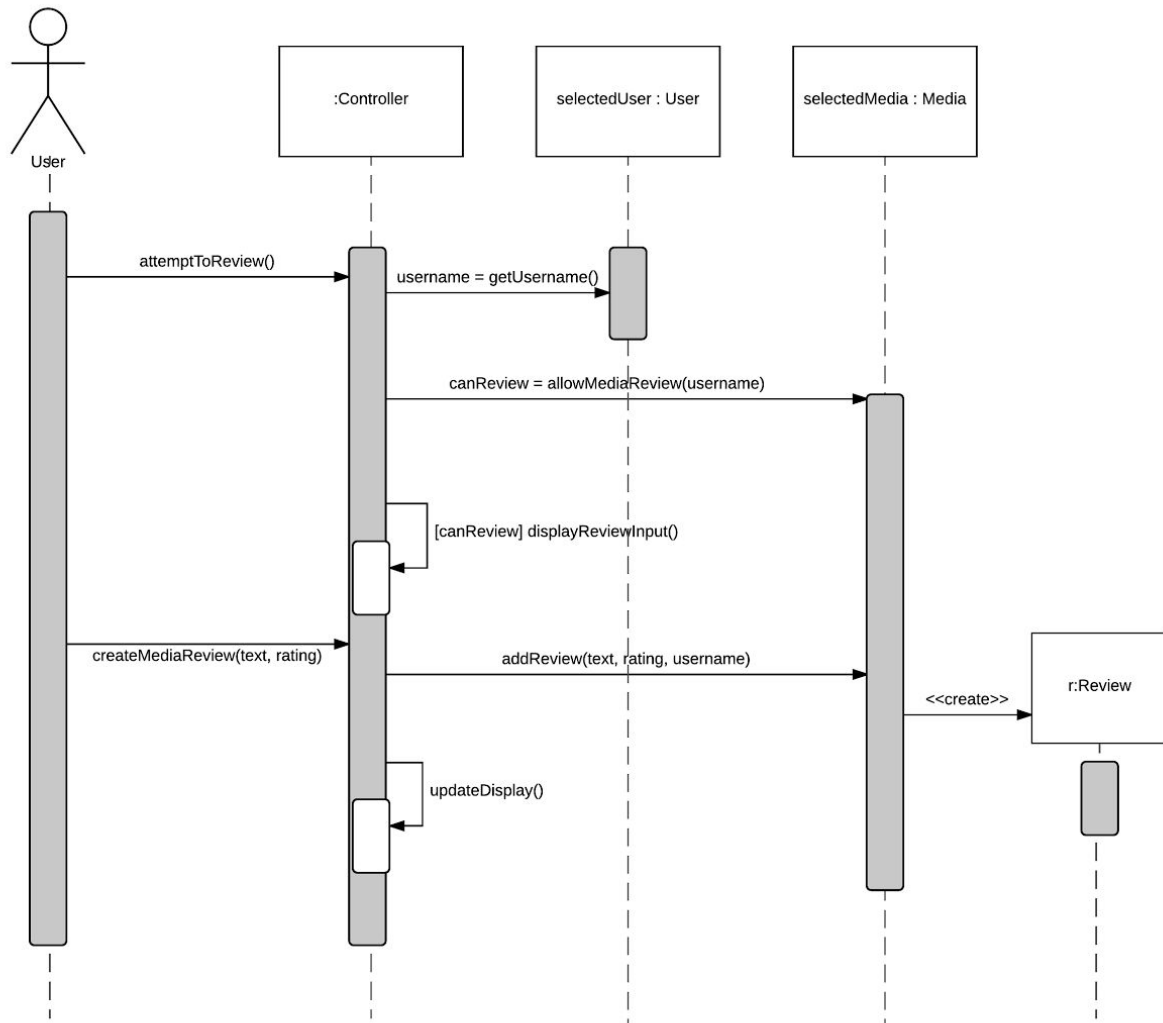 User
:Controller
selectedUser : User
selectedMedia : Media
attemptToReview()
username = getUsername()
canReview = allowMediaReview(username)
[canReview] displayReviewInput()
createMediaReview(text, rating)
addReview(text, rating, username)
<<create>>
r:Review
updateDisplay()